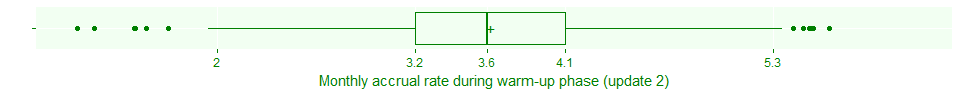 2 3.2 3.6 4.1 5.3
Monthly accrual rate during warm-up phase (update 2)